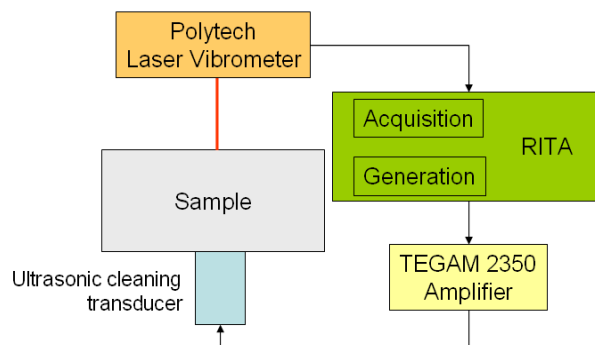 Polytech
Laser Vibrometer
Acquisition
RITA
Generation
Sample
TEGAM 2350
Amplifier
Ultrasonic cleaning
transducer